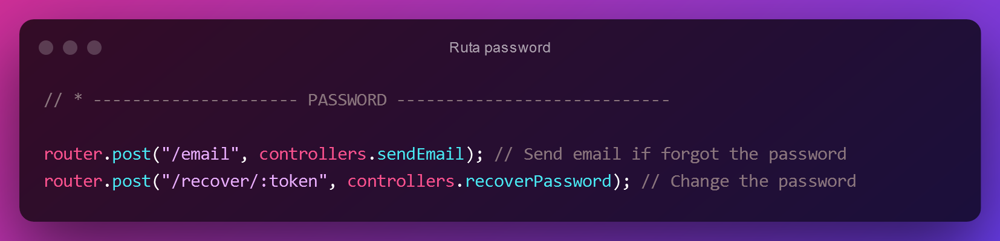 Ruta password
// * --------------------- PASSWORD ----------------------------
router.post("/email", controllers.sendEmail); // Send email if forgot the password
router.post("/recover/:token", controllers.recoverPassword); // Change the password